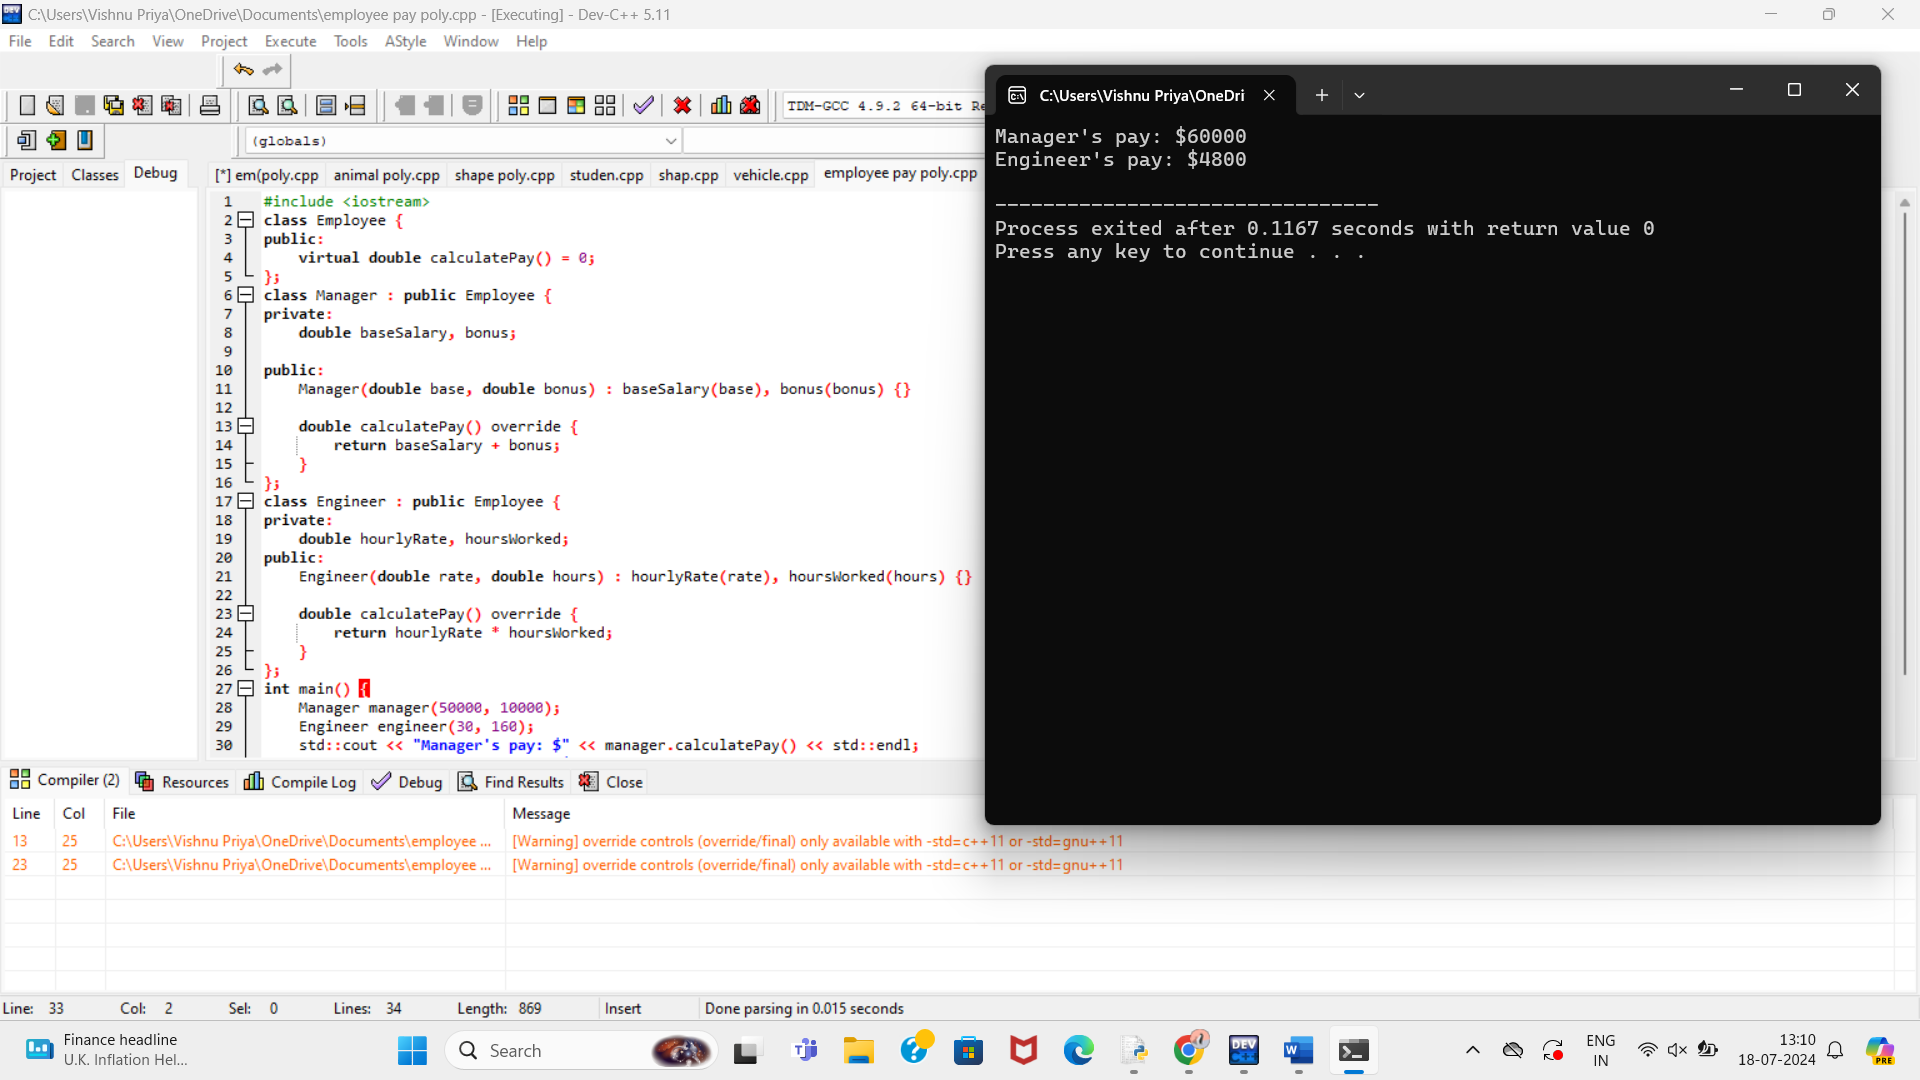 C:\Users\Vishnu Priya\OneDrive\Documents\employee pay poly.cpp - [Executing] - Dev-C++ 5.11
File Edit Search View Project Execute Tools AStyle Window Help
TDM-GCC 4.9.2 64-bit Re
(globals)
Project Classes Debug
[*] em(poly.cpp animal poly.cpp shape poly.cpp studen.cpp shap.cpp vehicle.cpp employee pay poly.cpp
1 #include <iostream>
2 class Employee {
3 public:
4 virtual double calculatePay() = 0;
5 };
6 class Manager : public Employee {
7 private:
8 double baseSalary, bonus;
9
10 public:
11 Manager(double base, double bonus) : baseSalary(base), bonus(bonus) {}
12
13 double calculatePay() override {
14 return baseSalary + bonus;
15 }
16 };
17 class Engineer : public Employee {
18 private:
19 double hourlyRate, hoursWorked;
20 public:
21 Engineer(double rate, double hours) : hourlyRate(rate), hoursWorked(hours) {}
22
23 double calculatePay() override {
24 return hourlyRate * hoursWorked;
25 }
26 };
27 int main() {
28 Manager manager(50000, 10000);
29 Engineer engineer(30, 160);
30 std::cout << "Manager's pay: $" << manager.calculatePay() << std::endl;
C:\Users\Vishnu Priya\OneDri
Manager's pay: $60000
Engineer's pay: $4800
--------------------------------
Process exited after 0.1167 seconds with return value 0
Press any key to continue . . .
Compiler (2) Resources Compile Log Debug Find Results Close
Line Col File Message
13 25 C:\Users\Vishnu Priya\OneDrive\Documents\employee ... [Warning] override controls (override/final) only available with -std=c++11 or -std=gnu++11
23 25 C:\Users\Vishnu Priya\OneDrive\Documents\employee ... [Warning] override controls (override/final) only available with -std=c++11 or -std=gnu++11
Line: 33 Col: 2 Sel: 0 Lines: 34 Length: 869 Insert Done parsing in 0.015 seconds
Finance headline
U.K. Inflation Hel...
Search
DEV
PRE
ENG
IN
13:10
18-07-2024